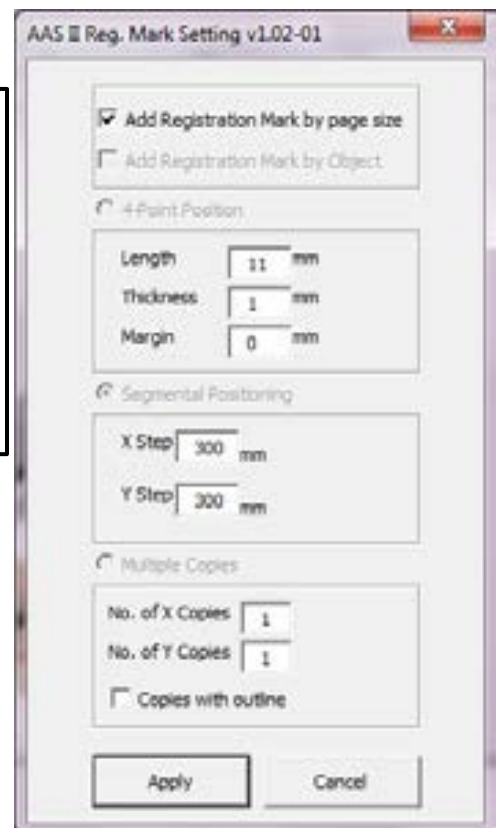 AAS II Reg. Mark Setting v1.02-01
Add Registration Mark by page size
Add Registration Mark by Object
4-Point Position
Length 11 mm
Thickness 1 mm
Margin 0 mm
Segmental Positioning
X Step 300 mm
Y Step 300 mm
Multiple Copies
No. of X Copies 1
No. of Y Copies 1
Copies with outline
Apply Cancel